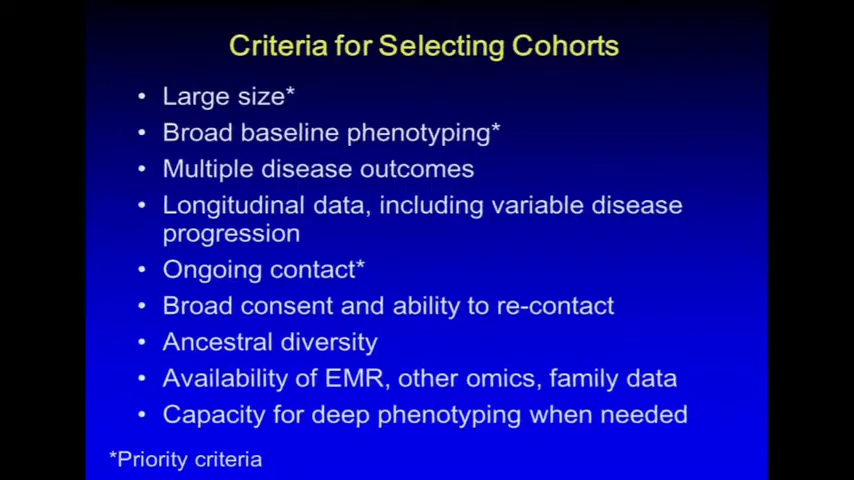 Criteria for Selecting Cohorts
• Large size*
• Broad baseline phenotyping*
• Multiple disease outcomes
• Longitudinal data, including variable disease
progression
• Ongoing contact*
• Broad consent and ability to re-contact
• Ancestral diversity
• Availability of EMR, other omics, family data
• Capacity for deep phenotyping when needed
*Priority criteria